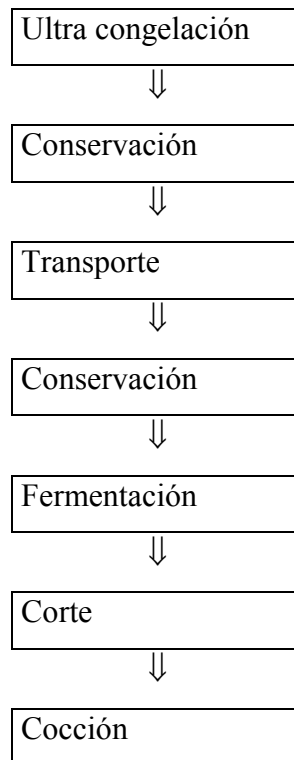 Ultra congelación
⇓
Conservación
⇓
Transporte
⇓
Conservación
⇓
Fermentación
⇓
Corte
⇓
Cocción